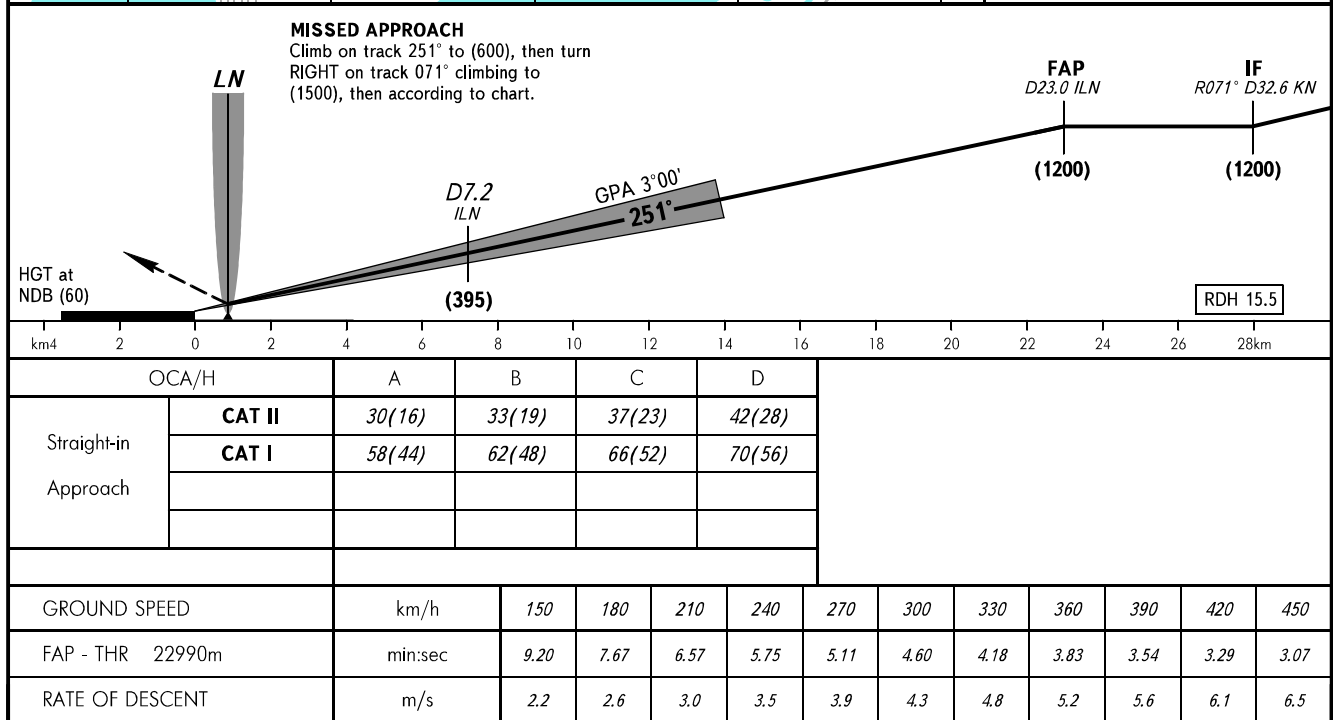 MISSED APPROACH
Climb on track 251° to (600), then turn
RIGHT on track 071° climbing to
(1500), then according to chart.
LN
FAP
D23.0 ILN
IF
R071° D32.6 KN
(1200)
(1200)
GPA 3°00'
251°
D7.2
ILN
(395)
HGT at
NDB (60)
RDH 15.5
km4 2 0 2 4 6 8 10 12 14 16 18 20 22 24 26 28km
OCA/H A B C D
Straight-in
Approach
CAT II 30(16) 33(19) 37(23) 42(28)
CAT I 58(44) 62(48) 66(52) 70(56)
GROUND SPEED km/h 150 180 210 240 270 300 330 360 390 420 450
FAP - THR 22990m min:sec 9.20 7.67 6.57 5.75 5.11 4.60 4.18 3.83 3.54 3.29 3.07
RATE OF DESCENT m/s 2.2 2.6 3.0 3.5 3.9 4.3 4.8 5.2 5.6 6.1 6.5